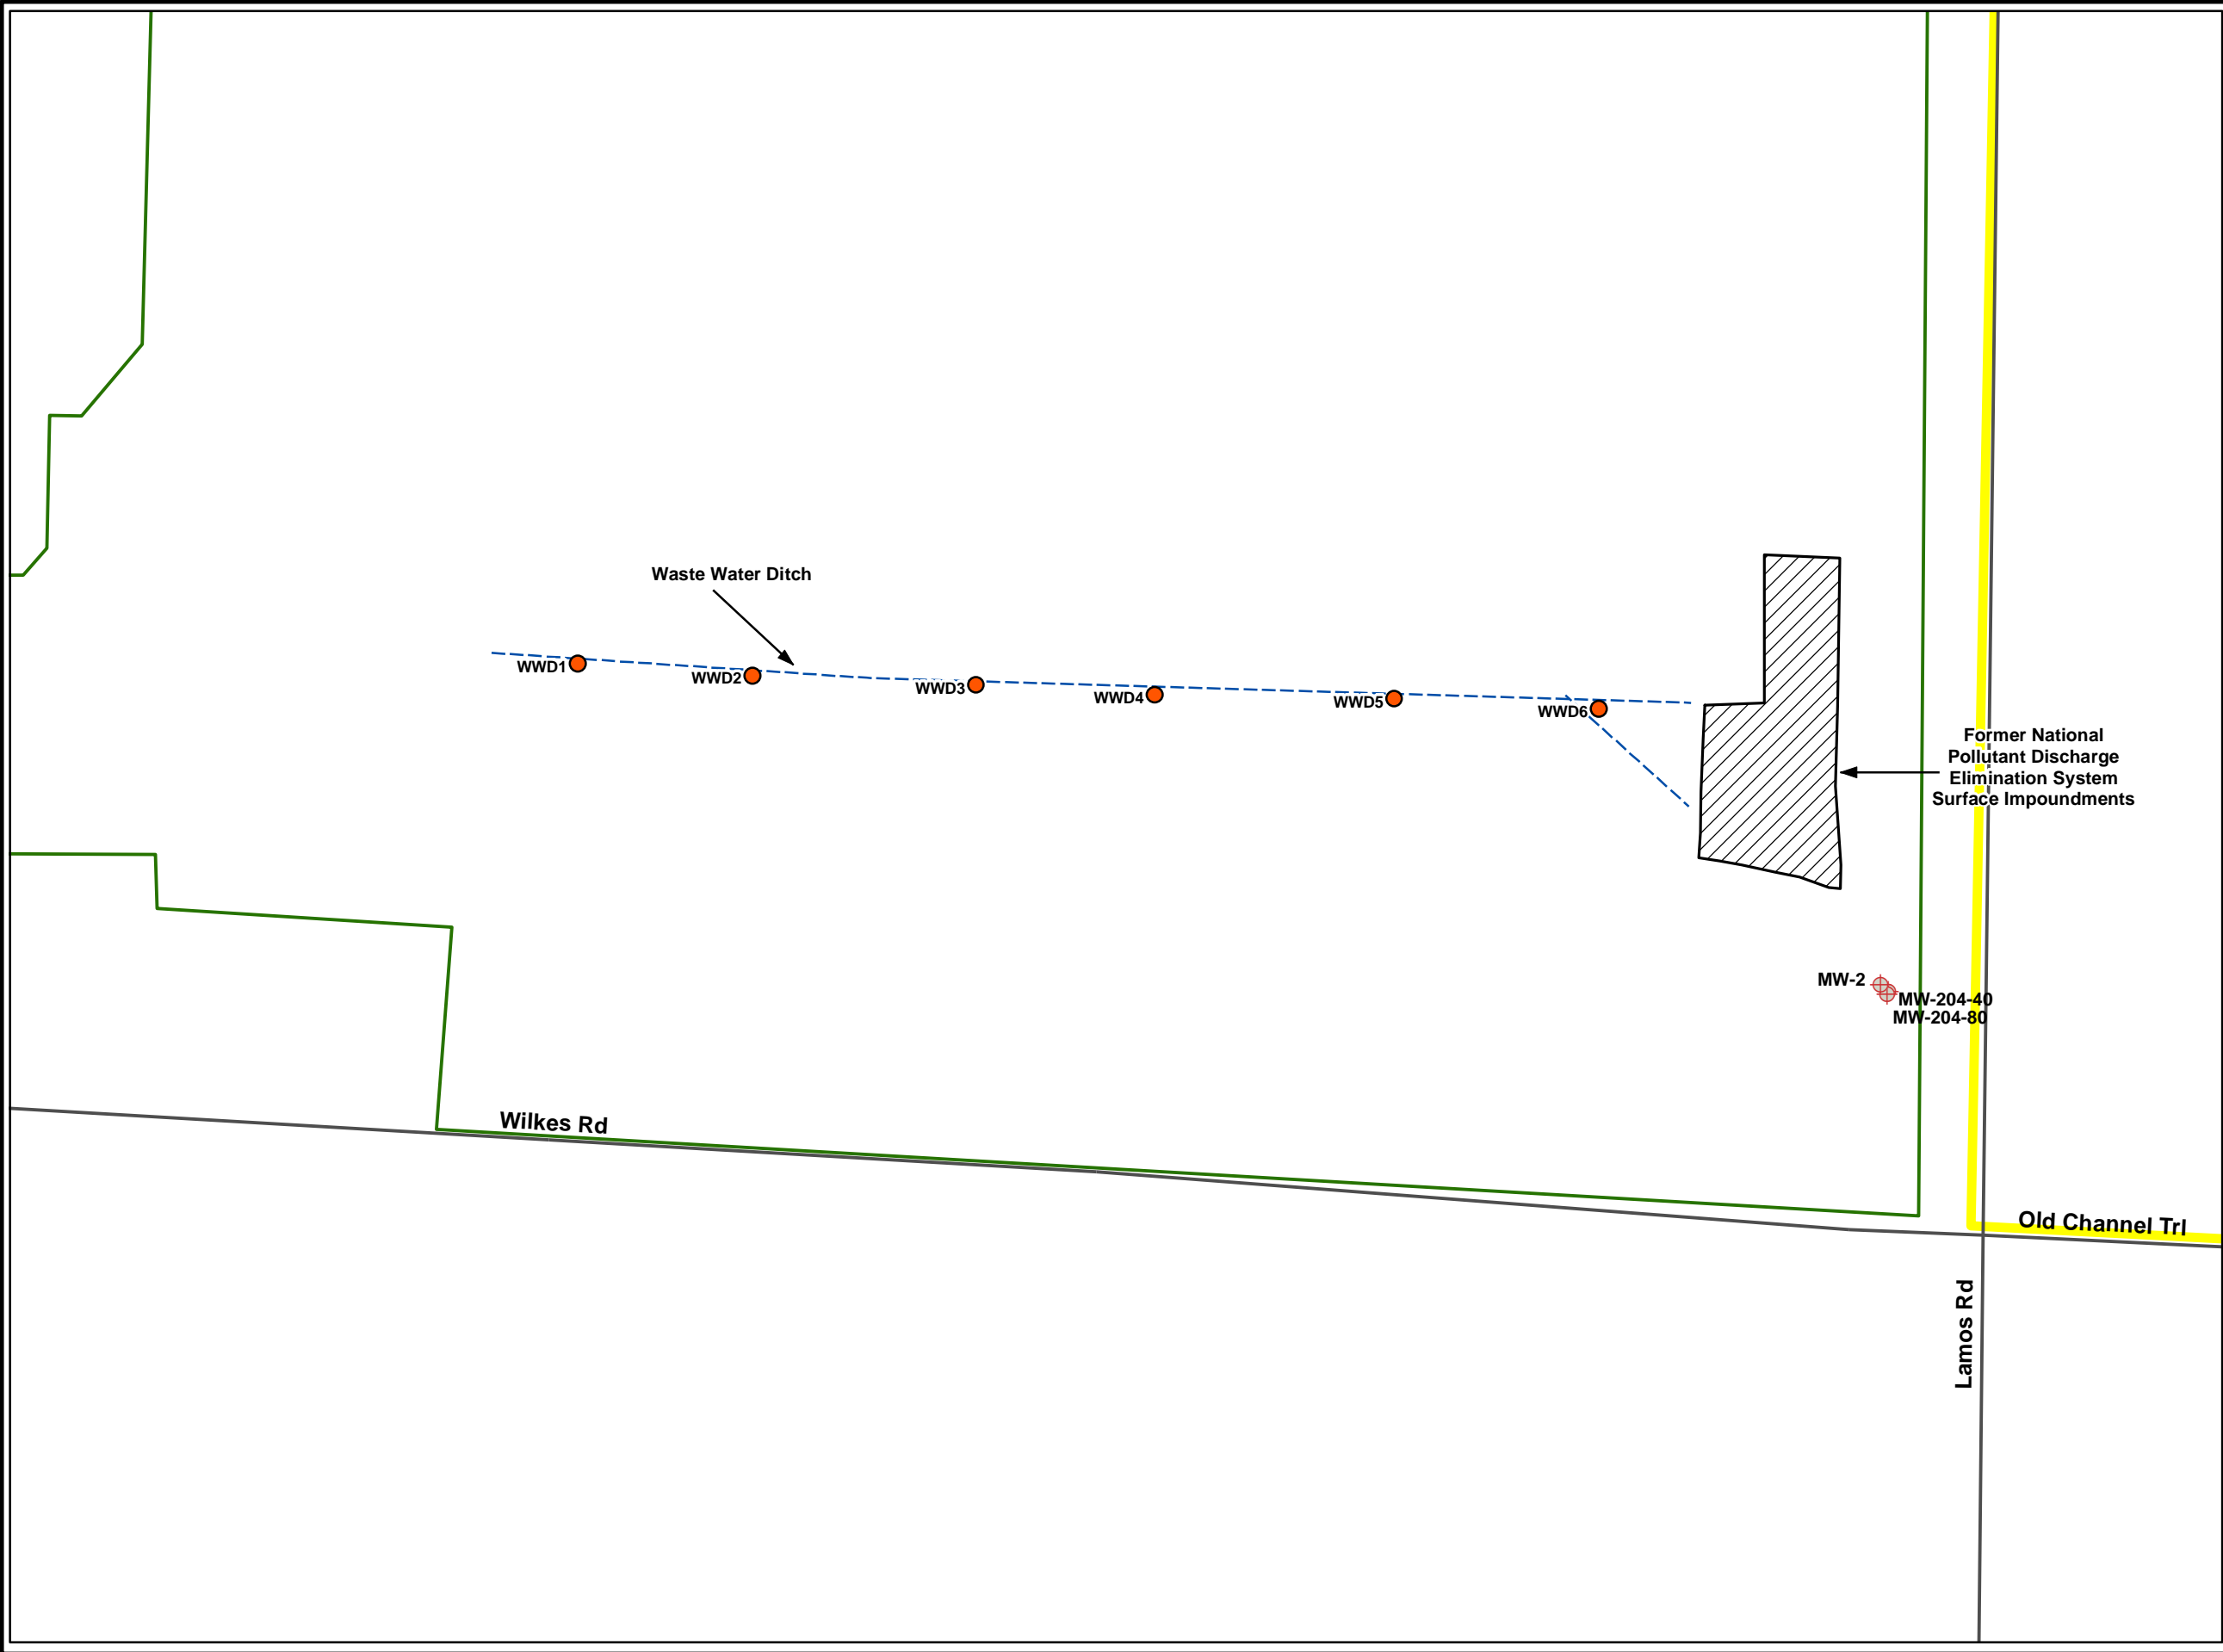 Waste Water Ditch
WWD1
WWD2
WWD3
WWD4
WWD5
WWD6
Former National
Pollutant Discharge
Elimination System
Surface Impoundments
MW-2
MW-204-40
MW-204-80
Wilkes Rd
Old Channel Trl
Lamos Rd